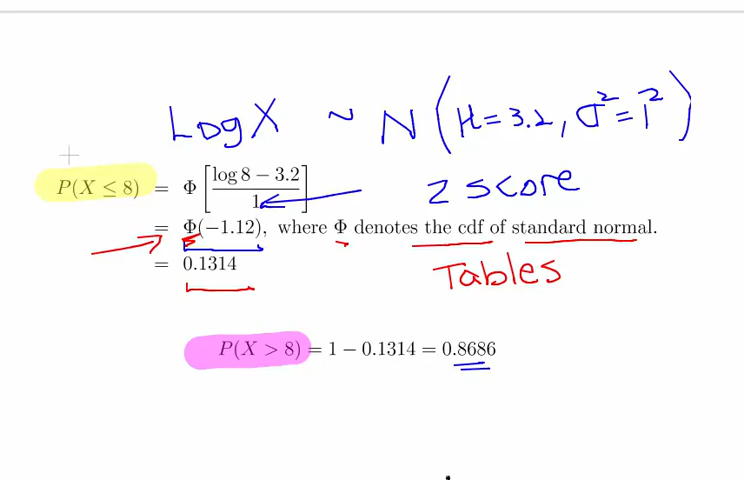 Log X ~ N(μ=3.2, σ²=1²)
P(X ≤ 8) = Φ[(log 8 − 3.2)/1] z score
= Φ(−1.12), where Φ denotes the cdf of standard normal.
= 0.1314 Tables
P(X > 8) = 1 − 0.1314 = 0.8686